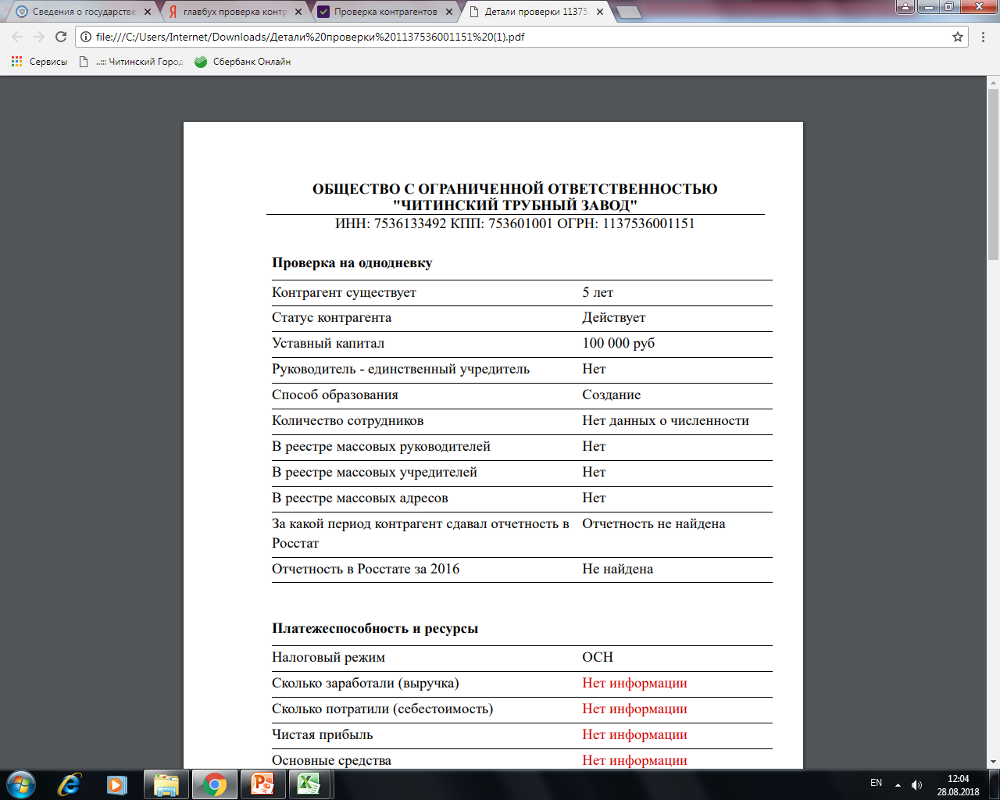 Сведения о государстве
главбух проверка контр
Проверка контрагентов
Детали проверки 11375
file:///C:/Users/Internet/Downloads/Детали%20проверки%201137536001151%20(1).pdf
Сервисы
..::: Читинский Город
Сбербанк Онлайн
ОБЩЕСТВО С ОГРАНИЧЕННОЙ ОТВЕТСТВЕННОСТЬЮ
"ЧИТИНСКИЙ ТРУБНЫЙ ЗАВОД"
ИНН: 7536133492 КПП: 753601001 ОГРН: 1137536001151
Проверка на однодневку
Контрагент существует 5 лет
Статус контрагента Действует
Уставный капитал 100 000 руб
Руководитель - единственный учредитель Нет
Способ образования Создание
Количество сотрудников Нет данных о численности
В реестре массовых руководителей Нет
В реестре массовых учредителей Нет
В реестре массовых адресов Нет
За какой период контрагент сдавал отчетность в Отчетность не найдена
Росстат
Отчетность в Росстате за 2016 Не найдена
Платежеспособность и ресурсы
Налоговый режим ОСН
Сколько заработали (выручка) Нет информации
Сколько потратили (себестоимость) Нет информации
Чистая прибыль Нет информации
Основные средства Нет информации
EN
12:04
28.08.2018